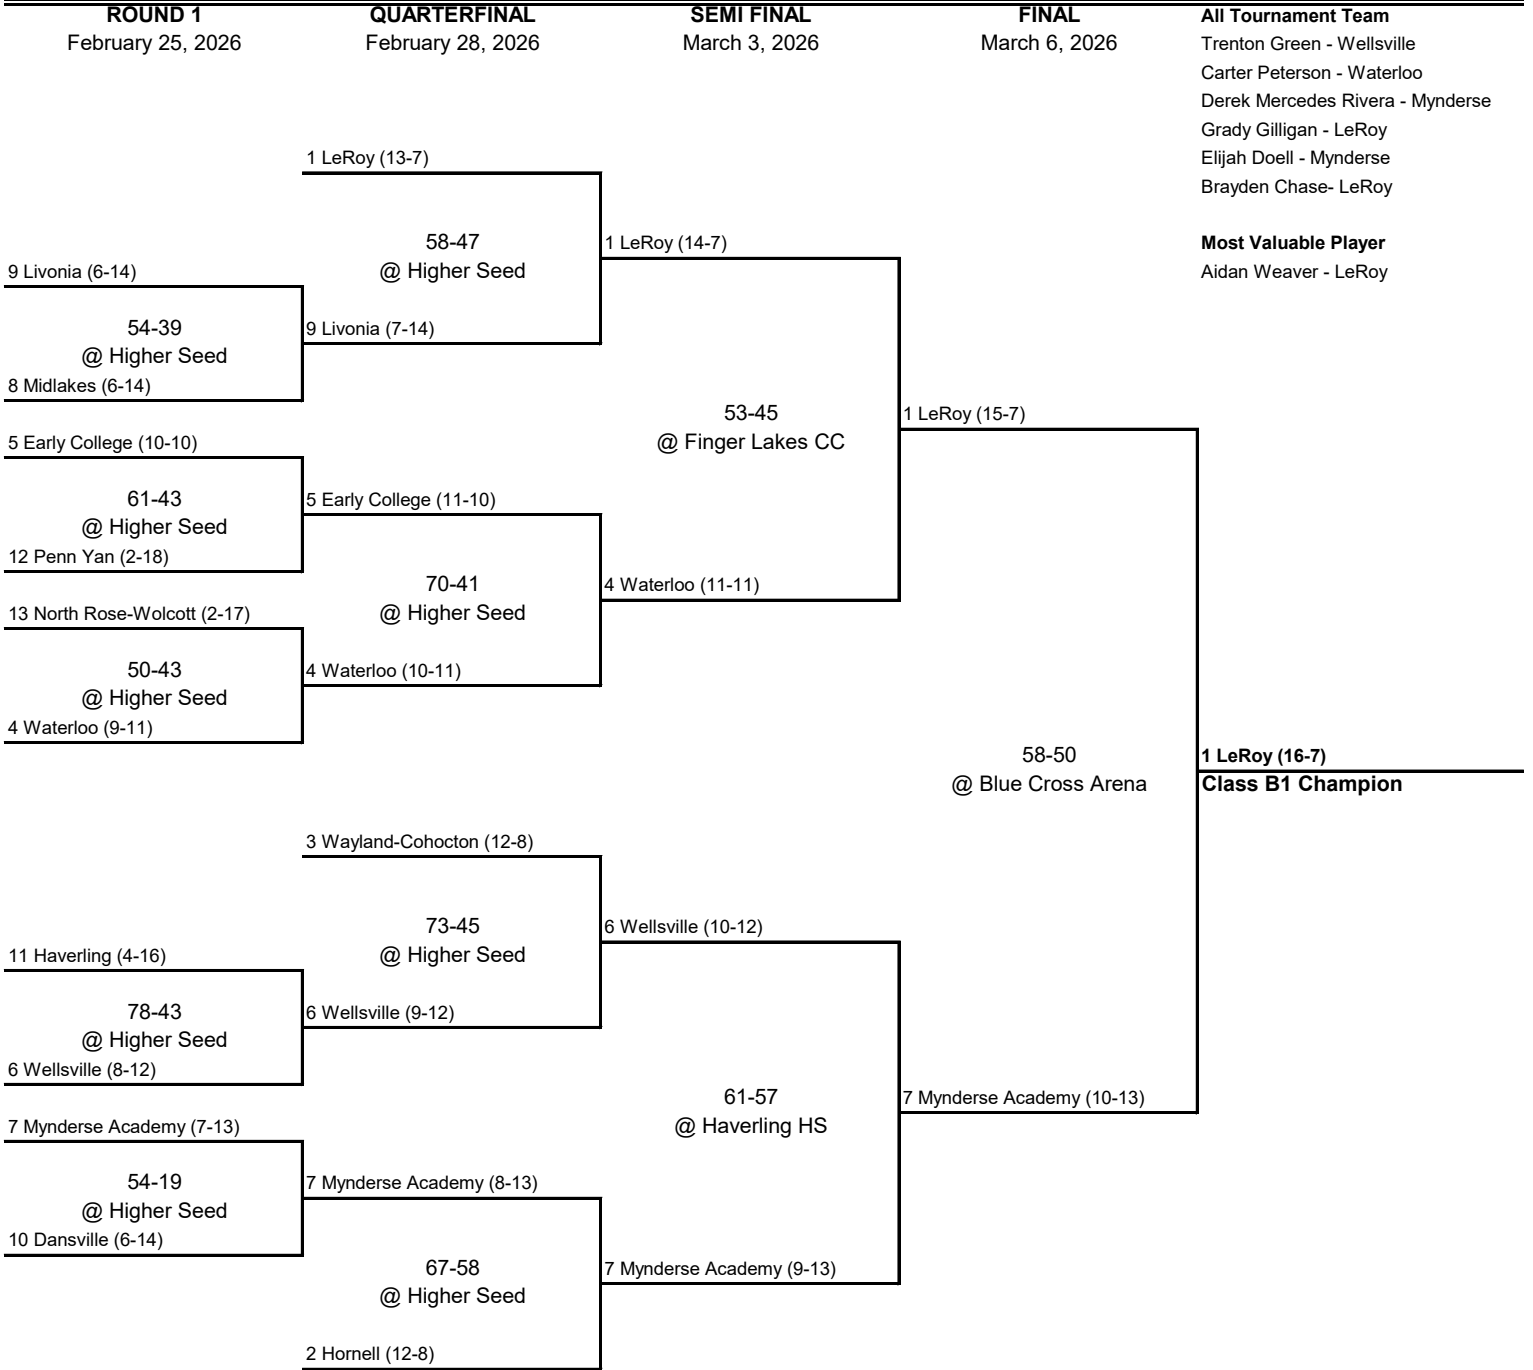 ROUND 1
February 25, 2026
QUARTERFINAL
February 28, 2026
SEMI FINAL
March 3, 2026
FINAL
March 6, 2026
All Tournament Team
Trenton Green - Wellsville
Carter Peterson - Waterloo
Derek Mercedes Rivera - Mynderse
Grady Gilligan - LeRoy
Elijah Doell - Mynderse
Brayden Chase- LeRoy
Most Valuable Player
Aidan Weaver - LeRoy
9 Livonia (6-14)
54-39
@ Higher Seed
8 Midlakes (6-14)
5 Early College (10-10)
61-43
@ Higher Seed
12 Penn Yan (2-18)
13 North Rose-Wolcott (2-17)
50-43
@ Higher Seed
4 Waterloo (9-11)
11 Haverling (4-16)
78-43
@ Higher Seed
6 Wellsville (8-12)
7 Mynderse Academy (7-13)
54-19
@ Higher Seed
10 Dansville (6-14)
1 LeRoy (13-7)
58-47
@ Higher Seed
9 Livonia (7-14)
5 Early College (11-10)
70-41
@ Higher Seed
4 Waterloo (10-11)
3 Wayland-Cohocton (12-8)
73-45
@ Higher Seed
6 Wellsville (9-12)
7 Mynderse Academy (8-13)
67-58
@ Higher Seed
2 Hornell (12-8)
1 LeRoy (14-7)
53-45
@ Finger Lakes CC
4 Waterloo (11-11)
6 Wellsville (10-12)
61-57
@ Haverling HS
7 Mynderse Academy (9-13)
1 LeRoy (15-7)
58-50
@ Blue Cross Arena
7 Mynderse Academy (10-13)
1 LeRoy (16-7)
Class B1 Champion